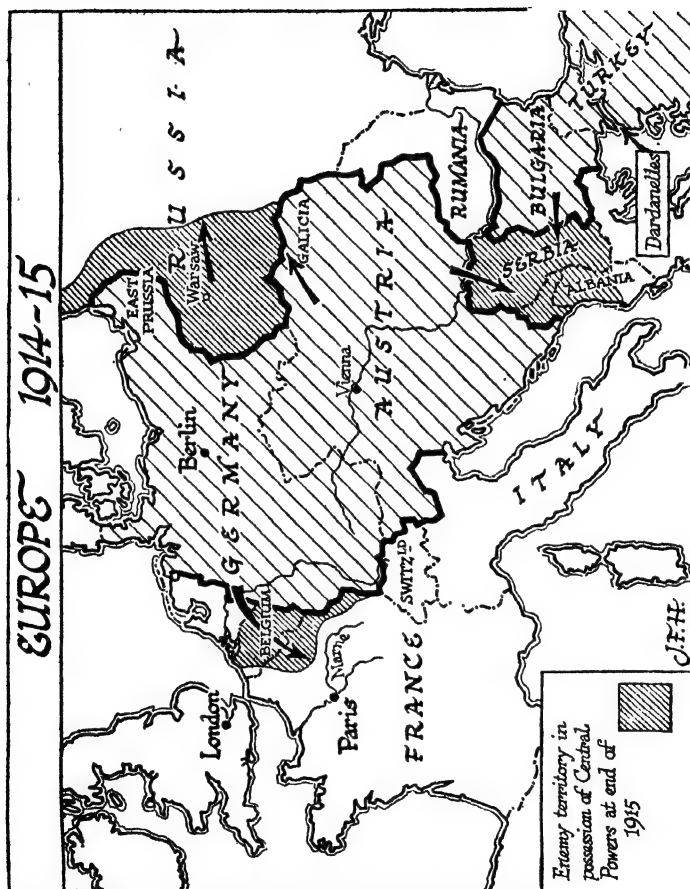 EUROPE 1914-15
RUSSIA
EAST
PRUSSIA
Warsaw
London
Berlin
GERMANY
BELGIUM
GALICIA
Paris
Marne
Vienna
AUSTRIA
RUMANIA
FRANCE
SWITZ.LD
SERBIA
BULGARIA
TURKEY
ALBANIA
ITALY
Dardanelles
Enemy territory in
possession of Central
Powers at end of
1915
J.F.H.